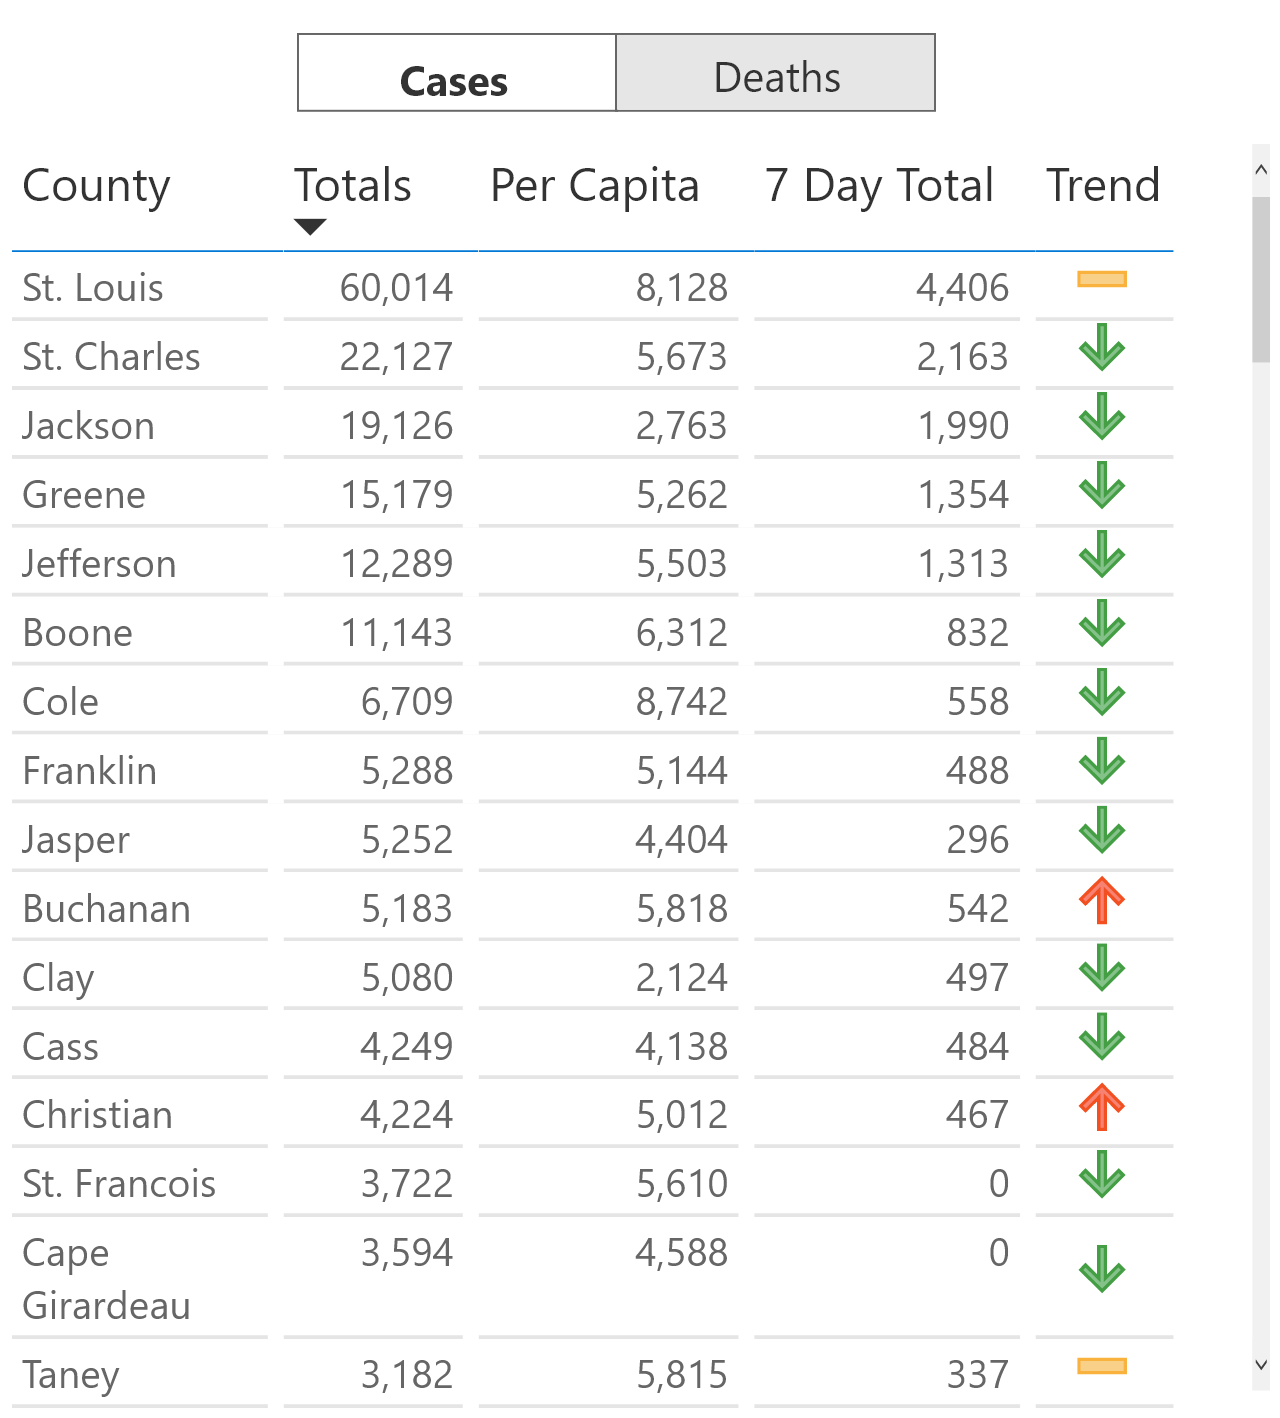 Cases Deaths
County Totals Per Capita 7 Day Total Trend
St. Louis 60,014 8,128 4,406
St. Charles 22,127 5,673 2,163
Jackson 19,126 2,763 1,990
Greene 15,179 5,262 1,354
Jefferson 12,289 5,503 1,313
Boone 11,143 6,312 832
Cole 6,709 8,742 558
Franklin 5,288 5,144 488
Jasper 5,252 4,404 296
Buchanan 5,183 5,818 542
Clay 5,080 2,124 497
Cass 4,249 4,138 484
Christian 4,224 5,012 467
St. Francois 3,722 5,610 0
Cape 3,594 4,588 0
Girardeau
Taney 3,182 5,815 337